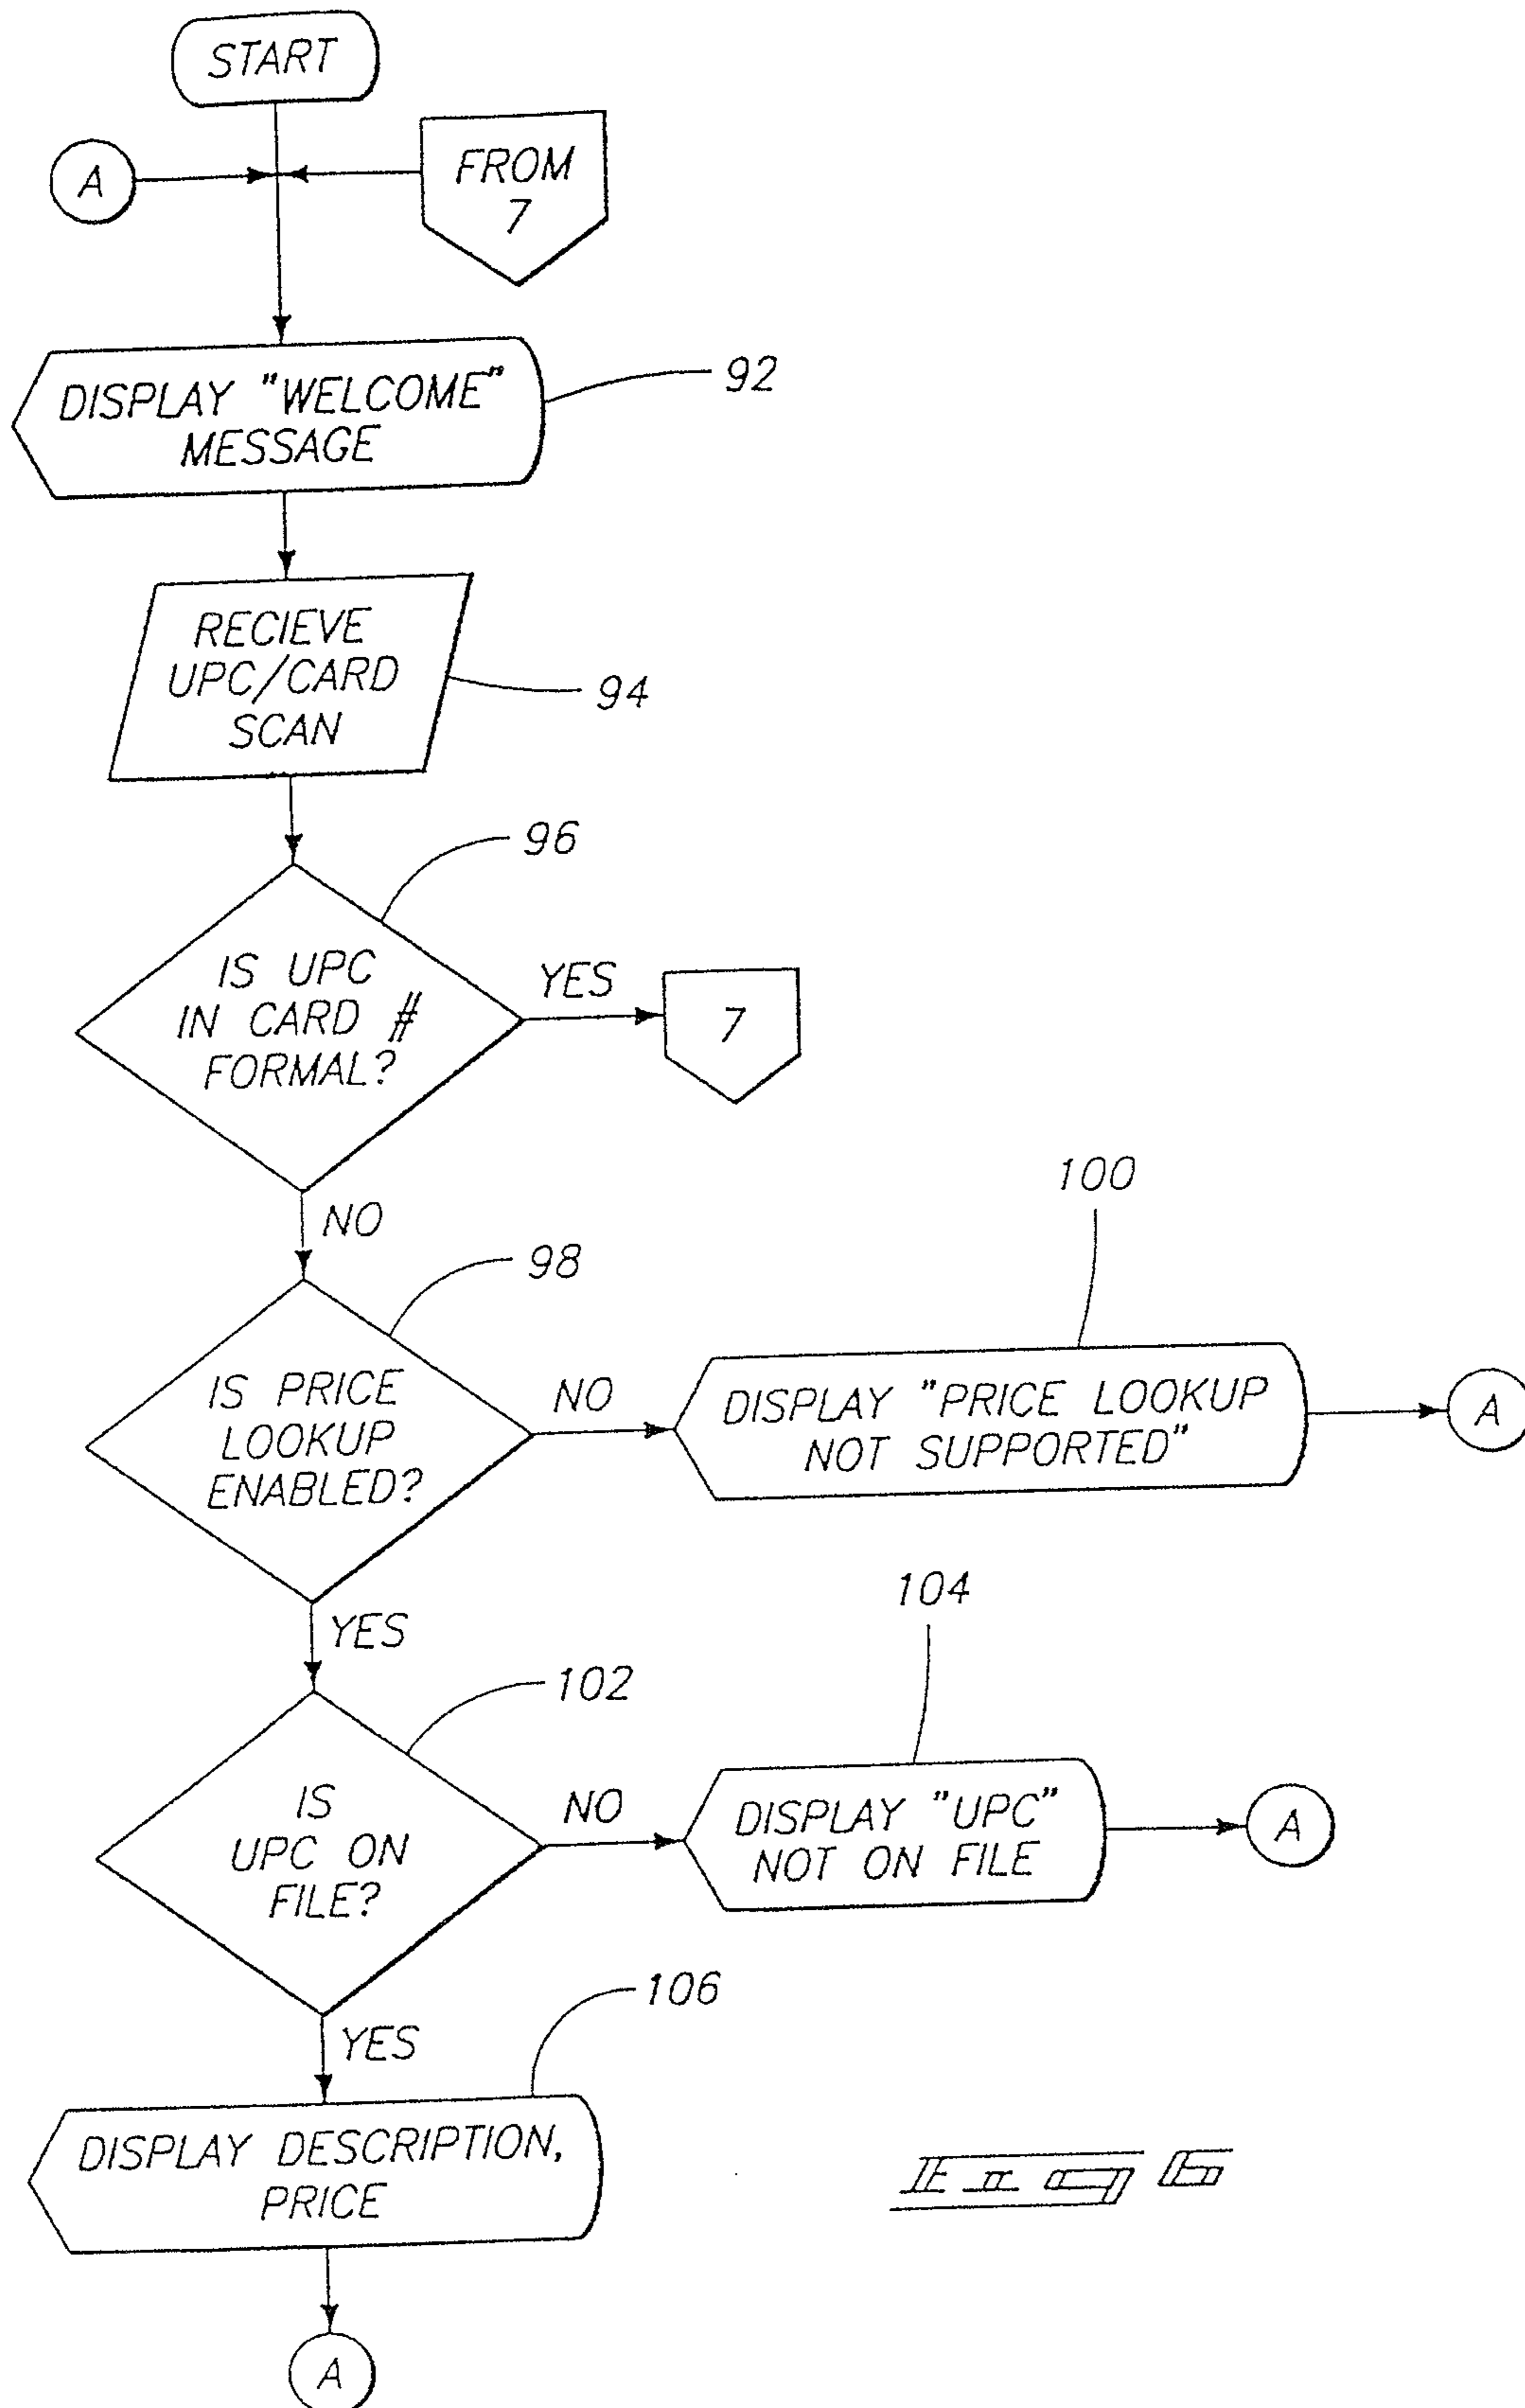 START
A
FROM
7
DISPLAY "WELCOME"
MESSAGE
92
RECIEVE
UPC/CARD
SCAN
94
96
IS UPC
IN CARD #
FORMAL?
YES
7
NO
98
100
IS PRICE
LOOKUP
ENABLED?
NO
DISPLAY "PRICE LOOKUP
NOT SUPPORTED"
A
YES
102
104
IS
UPC ON
FILE?
NO
DISPLAY "UPC"
NOT ON FILE
A
YES
106
DISPLAY DESCRIPTION,
PRICE
A
Fig 6